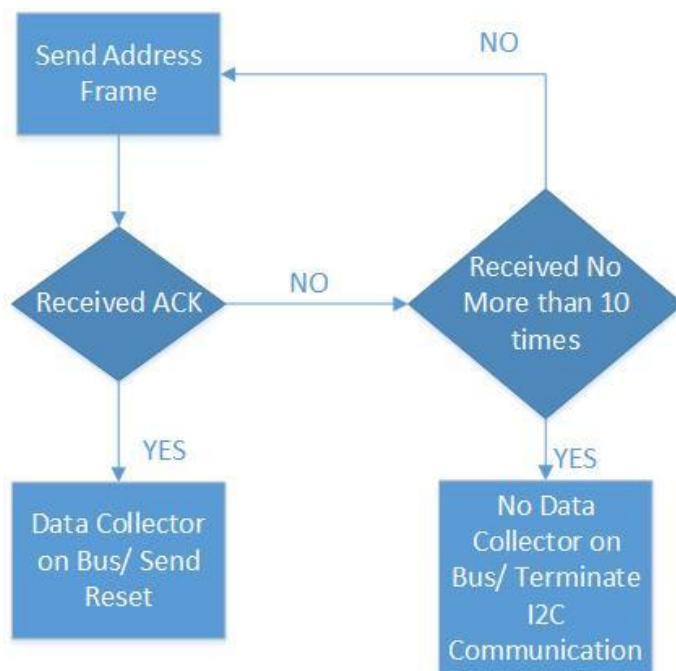 Send Address
Frame
NO
Received ACK
NO
Received No
More than 10
times
YES
YES
Data Collector
on Bus/ Send
Reset
No Data
Collector on
Bus/ Terminate
I2C
Communication